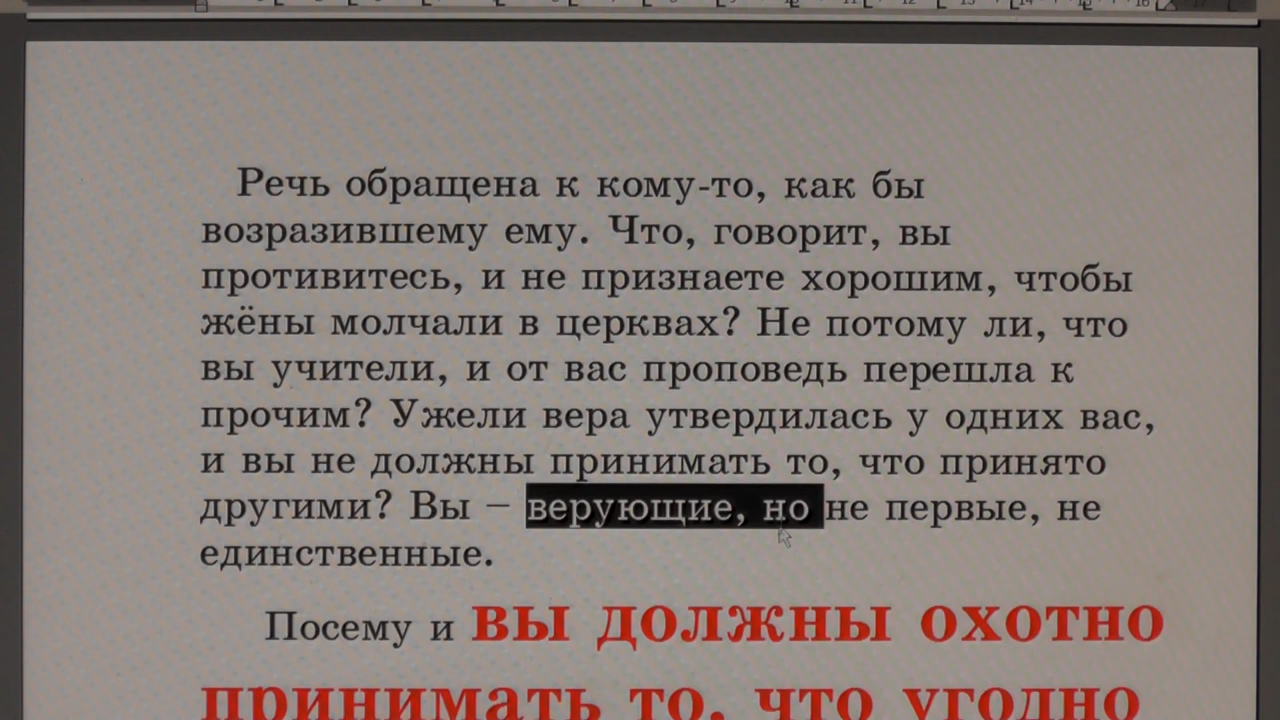 Речь обращена к кому-то, как бы
возразившему ему. Что, говорит, вы
противитесь, и не признаете хорошим, чтобы
жёны молчали в церквах? Не потому ли, что
вы учители, и от вас проповедь перешла к
прочим? Ужели вера утвердилась у одних вас,
и вы не должны принимать то, что принято
другими? Вы – верующие, но не первые, не
единственные.
Посему и вы должны охотно
принимать то, что угодно